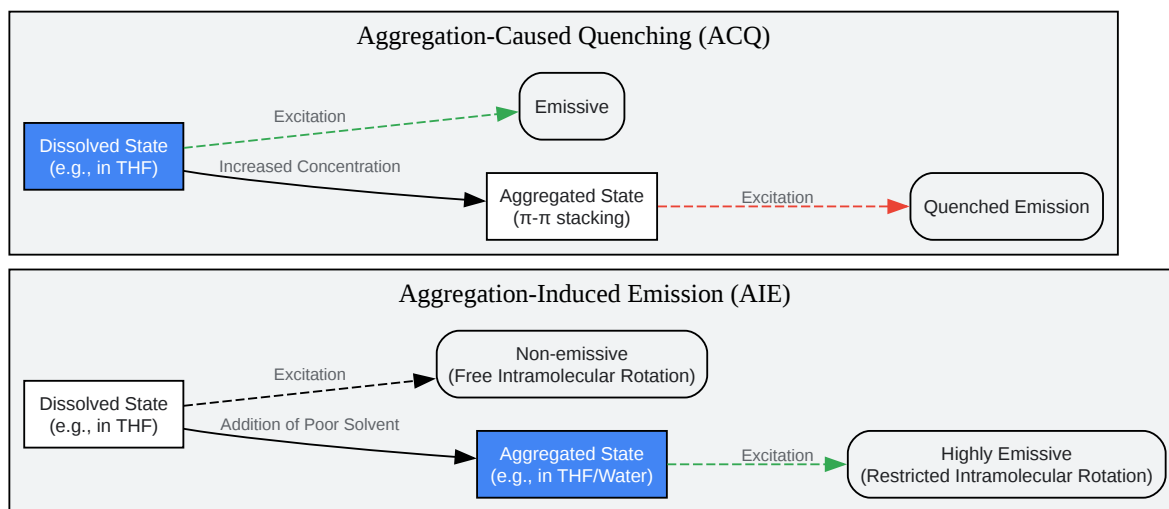 Aggregation-Caused Quenching (ACQ)
Excitation
Emissive
Dissolved State
(e.g., in THF)
Increased Concentration
Aggregated State
(π-π stacking)
Excitation
Quenched Emission
Aggregation-Induced Emission (AIE)
Non-emissive
(Free Intramolecular Rotation)
Excitation
Dissolved State
(e.g., in THF)
Addition of Poor Solvent
Aggregated State
(e.g., in THF/Water)
Excitation
Highly Emissive
(Restricted Intramolecular Rotation)